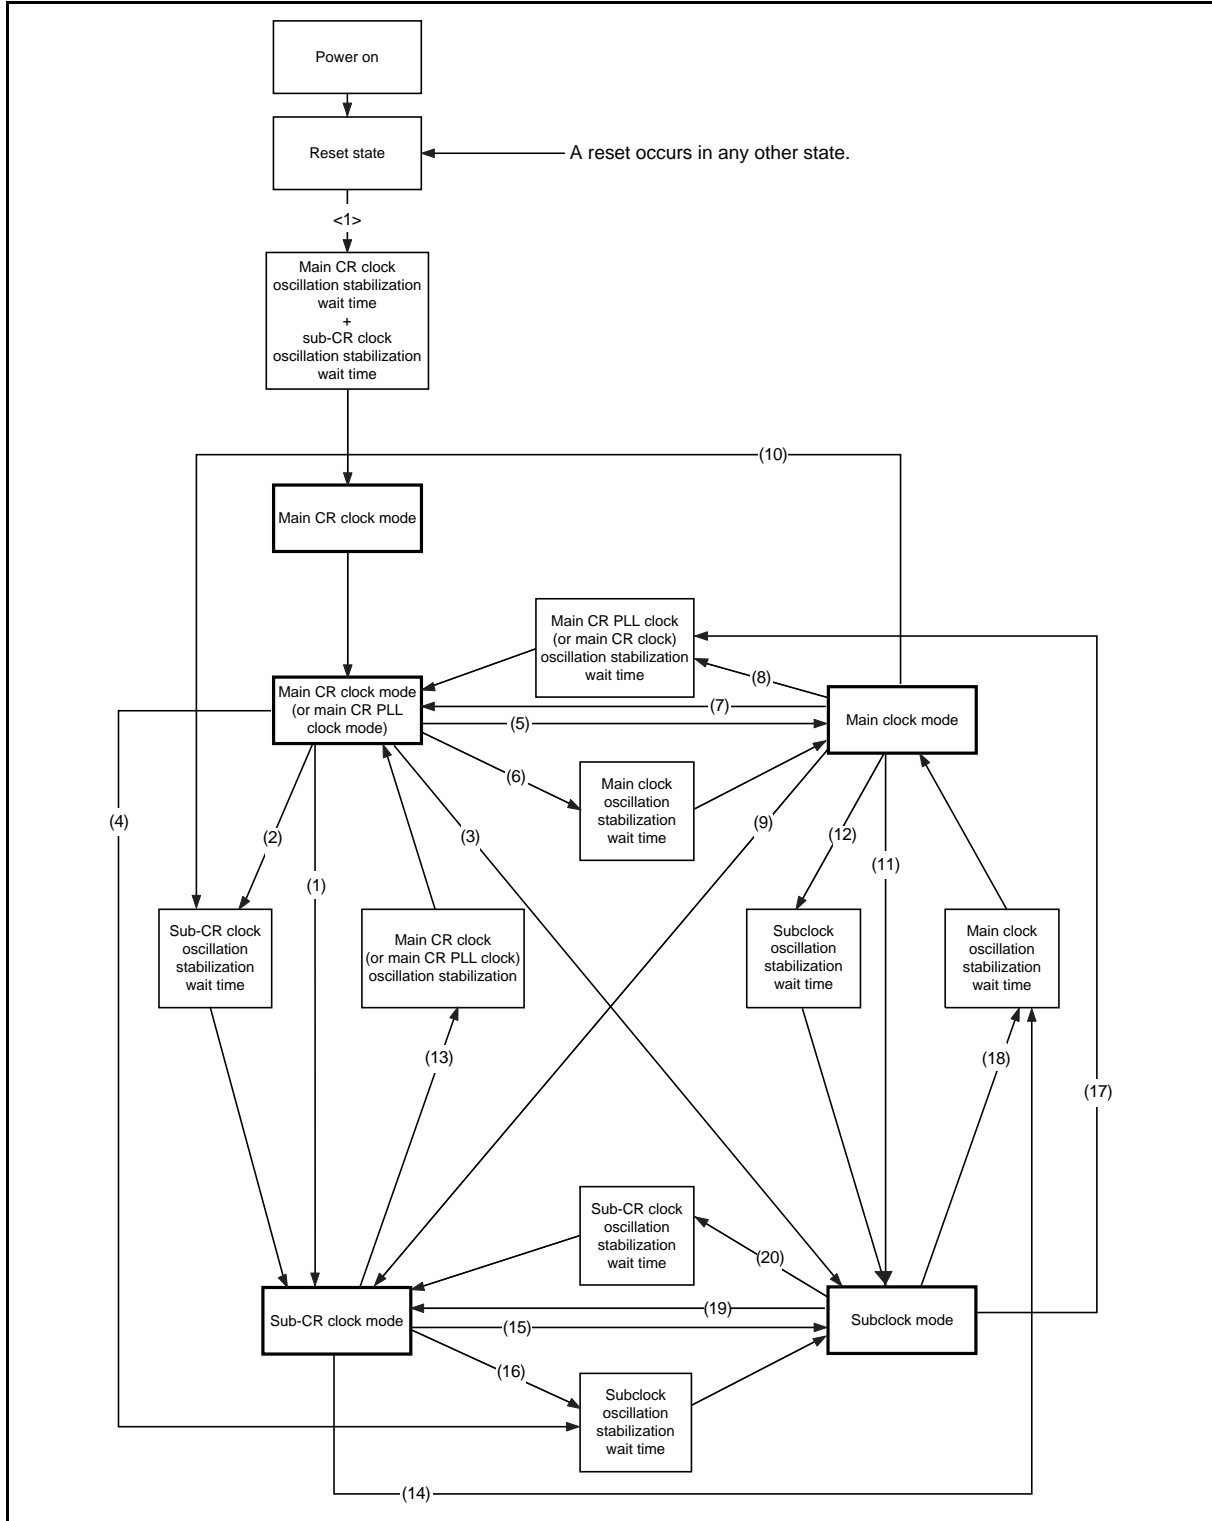 Power on
Reset state
A reset occurs in any other state.
<1>
Main CR clock
oscillation stabilization
wait time
+
sub-CR clock
oscillation stabilization
wait time
(10)
Main CR clock mode
Main CR PLL clock
(or main CR clock)
oscillation stabilization
wait time
(8)
Main CR clock mode
(or main CR PLL
clock mode)
(7)
(5)
Main clock mode
(6)
Main clock
oscillation
stabilization
wait time
(4)
(2)
(3)
(9)
(12)
(1)
(11)
Sub-CR clock
oscillation
stabilization
wait time
Main CR clock
(or main CR PLL clock)
oscillation stabilization
Subclock
oscillation
stabilization
wait time
Main clock
oscillation
stabilization
wait time
(13)
(18)
(17)
Sub-CR clock
oscillation
stabilization
wait time
(20)
Sub-CR clock mode
(19)
(15)
Subclock mode
(16)
Subclock
oscillation
stabilization
wait time
(14)